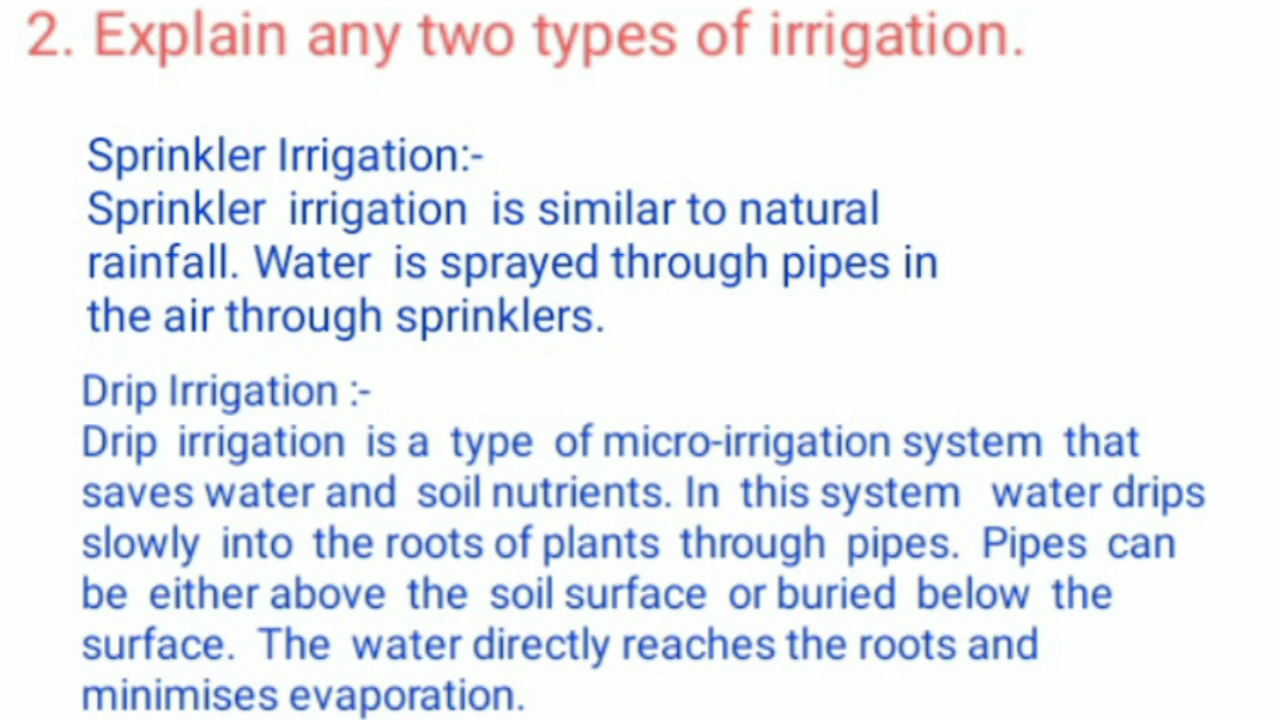 2. Explain any two types of irrigation.
Sprinkler Irrigation:-
Sprinkler irrigation is similar to natural
rainfall. Water is sprayed through pipes in
the air through sprinklers.
Drip Irrigation :-
Drip irrigation is a type of micro-irrigation system that
saves water and soil nutrients. In this system water drips
slowly into the roots of plants through pipes. Pipes can
be either above the soil surface or buried below the
surface. The water directly reaches the roots and
minimises evaporation.